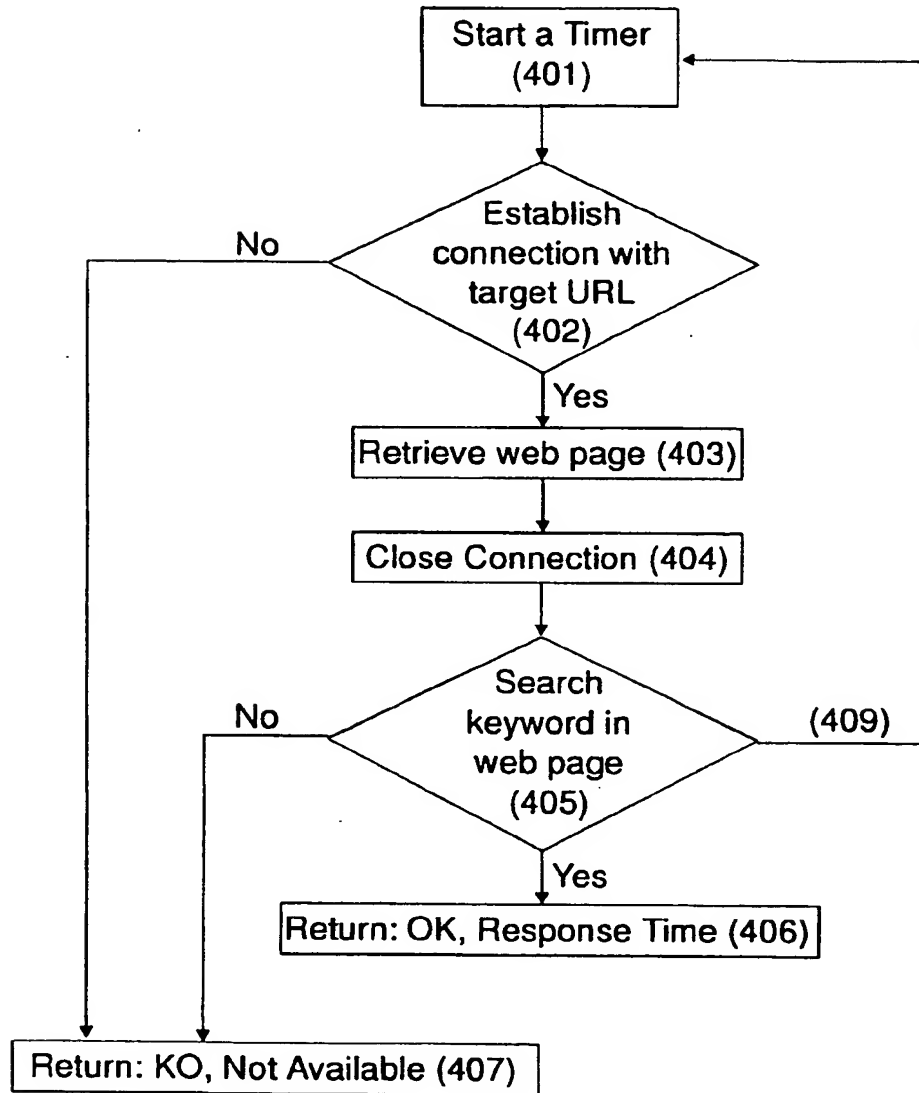 Start a Timer
(401)
Establish
connection with
target URL
(402)
No
Yes
Retrieve web page (403)
Close Connection (404)
Search
keyword in
web page
(405)
No
(409)
Yes
Return: OK, Response Time (406)
Return: KO, Not Available (407)